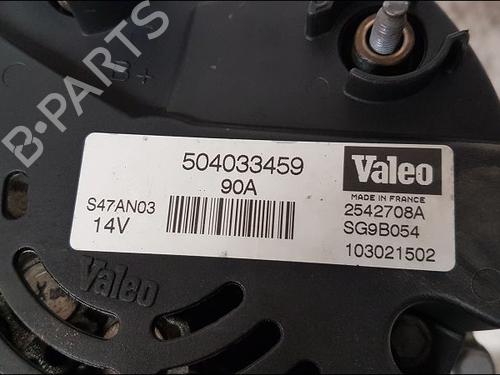 B-PARTS
B+
504033459
90A
S47AN03
14V
Valeo
MADE IN FRANCE
2542708A
SG9B054
103021502
Valeo